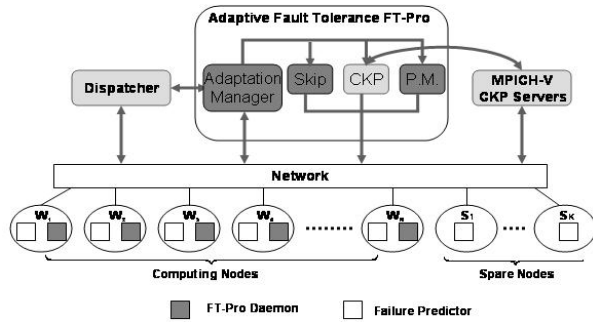 Adaptive Fault Tolerance FT-Pro
Dispatcher
Adaptation
Manager
Skip
CKP
P.M.
MPICH-V
CKP Servers
Network
W1 W2 W3 W4 ......... WN S1 .... SK
Computing Nodes
Spare Nodes
FT-Pro Daemon
Failure Predictor